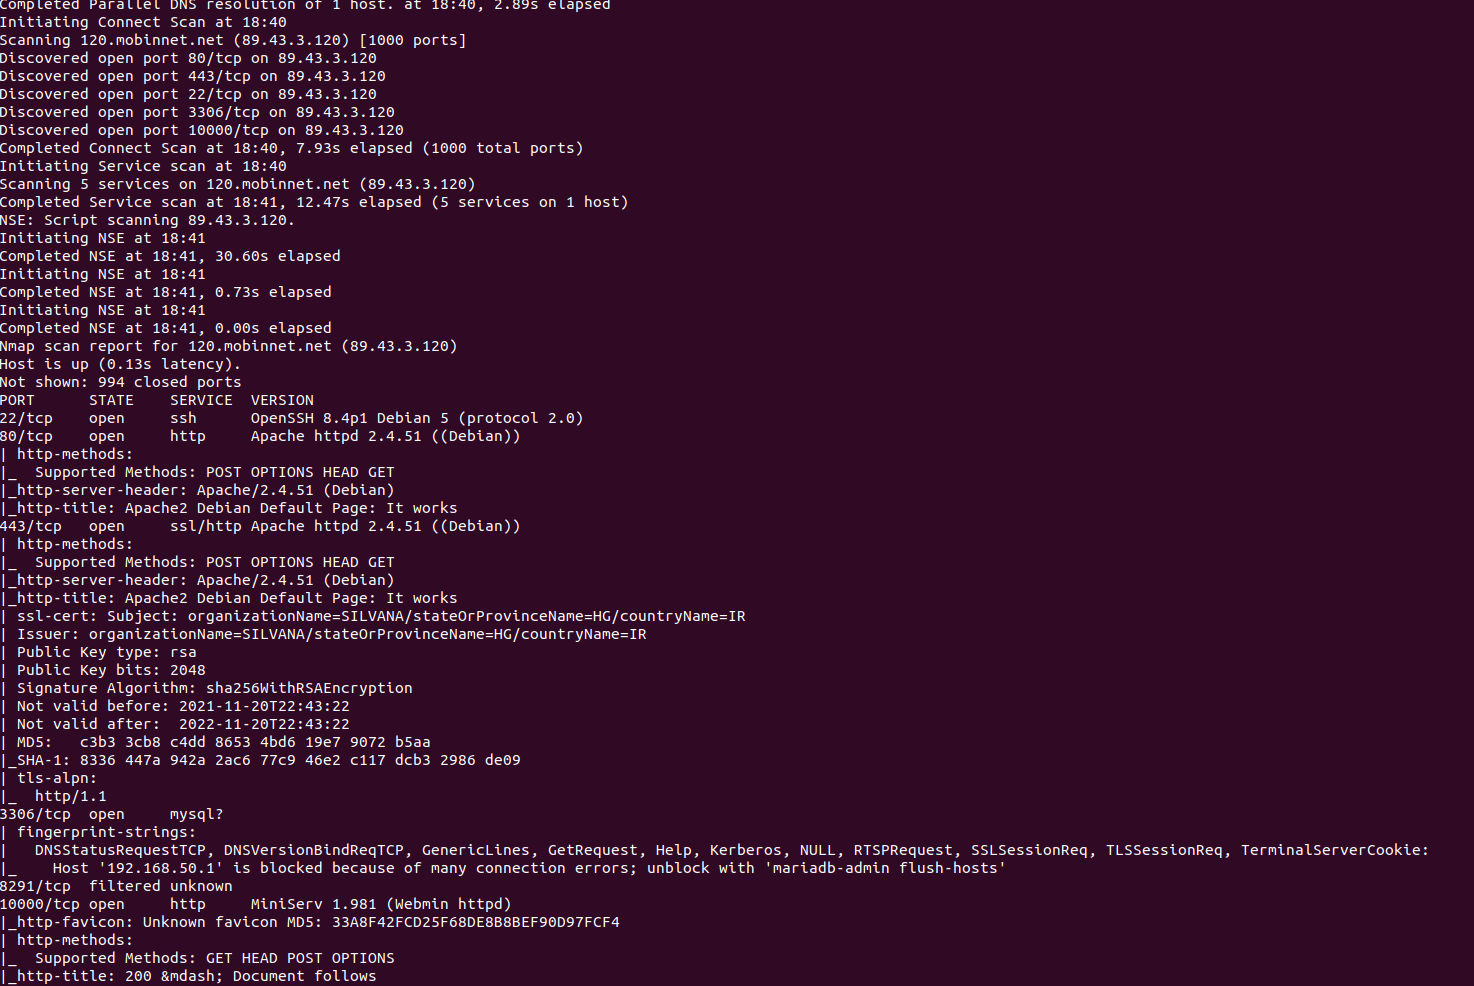 Completed Parallel DNS resolution of 1 host. at 18:40, 2.89s elapsed
Initiating Connect Scan at 18:40
Scanning 120.mobinnet.net (89.43.3.120) [1000 ports]
Discovered open port 80/tcp on 89.43.3.120
Discovered open port 443/tcp on 89.43.3.120
Discovered open port 22/tcp on 89.43.3.120
Discovered open port 3306/tcp on 89.43.3.120
Discovered open port 10000/tcp on 89.43.3.120
Completed Connect Scan at 18:40, 7.93s elapsed (1000 total ports)
Initiating Service scan at 18:40
Scanning 5 services on 120.mobinnet.net (89.43.3.120)
Completed Service scan at 18:41, 12.47s elapsed (5 services on 1 host)
NSE: Script scanning 89.43.3.120.
Initiating NSE at 18:41
Completed NSE at 18:41, 30.60s elapsed
Initiating NSE at 18:41
Completed NSE at 18:41, 0.73s elapsed
Initiating NSE at 18:41
Completed NSE at 18:41, 0.00s elapsed
Nmap scan report for 120.mobinnet.net (89.43.3.120)
Host is up (0.13s latency).
Not shown: 994 closed ports
PORT      STATE    SERVICE  VERSION
22/tcp    open     ssh      OpenSSH 8.4p1 Debian 5 (protocol 2.0)
80/tcp    open     http     Apache httpd 2.4.51 ((Debian))
| http-methods:
|_  Supported Methods: POST OPTIONS HEAD GET
|_http-server-header: Apache/2.4.51 (Debian)
|_http-title: Apache2 Debian Default Page: It works
443/tcp   open     ssl/http Apache httpd 2.4.51 ((Debian))
| http-methods:
|_  Supported Methods: POST OPTIONS HEAD GET
|_http-server-header: Apache/2.4.51 (Debian)
|_http-title: Apache2 Debian Default Page: It works
| ssl-cert: Subject: organizationName=SILVANA/stateOrProvinceName=HG/countryName=IR
| Issuer: organizationName=SILVANA/stateOrProvinceName=HG/countryName=IR
| Public Key type: rsa
| Public Key bits: 2048
| Signature Algorithm: sha256WithRSAEncryption
| Not valid before: 2021-11-20T22:43:22
| Not valid after:  2022-11-20T22:43:22
| MD5:   c3b3 3cb8 c4dd 8653 4bd6 19e7 9072 b5aa
|_SHA-1: 8336 447a 942a 2ac6 77c9 46e2 c117 dcb3 2986 de09
| tls-alpn:
|_  http/1.1
3306/tcp  open     mysql?
| fingerprint-strings:
|   DNSStatusRequestTCP, DNSVersionBindReqTCP, GenericLines, GetRequest, Help, Kerberos, NULL, RTSPRequest, SSLSessionReq, TLSSessionReq, TerminalServerCookie:
|_    Host '192.168.50.1' is blocked because of many connection errors; unblock with 'mariadb-admin flush-hosts'
8291/tcp  filtered unknown
10000/tcp open     http     MiniServ 1.981 (Webmin httpd)
|_http-favicon: Unknown favicon MD5: 33A8F42FCD25F68DE8B8BEF90D97FCF4
| http-methods:
|_  Supported Methods: GET HEAD POST OPTIONS
|_http-title: 200 &mdash; Document follows